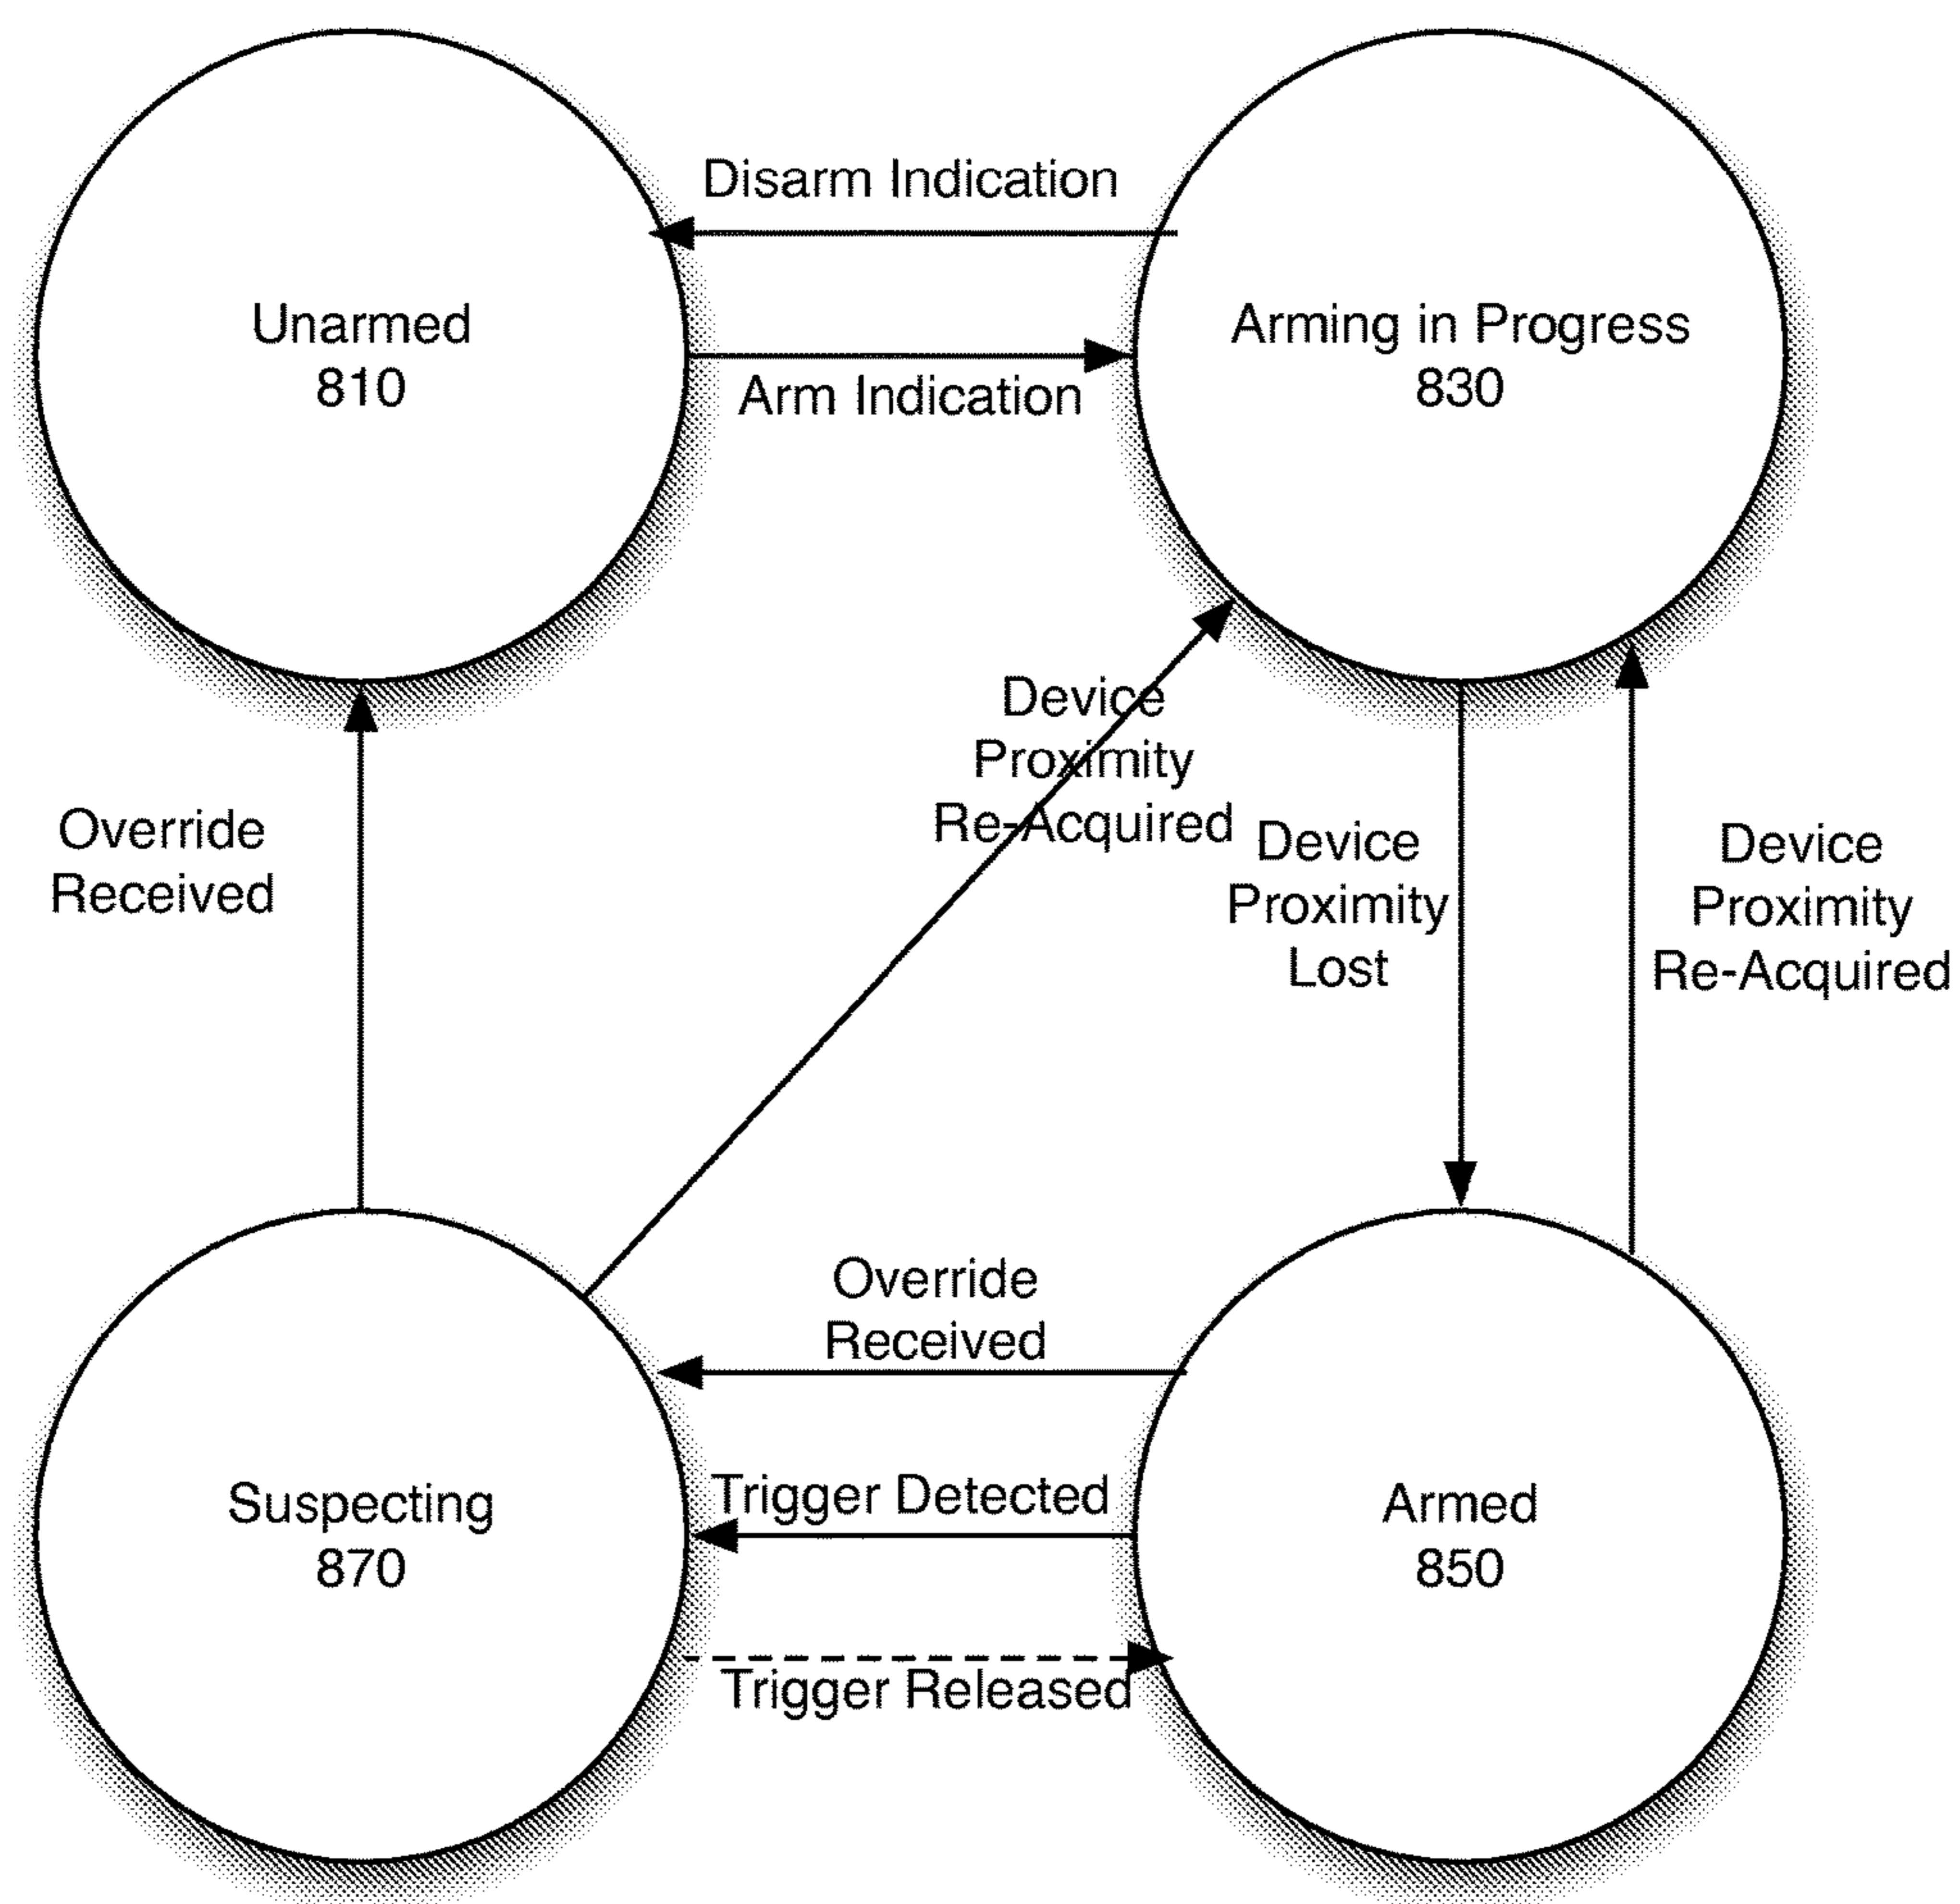 Disarm Indication
Unarmed
810
Arm Indication
Arming in Progress
830
Override
Received
Device
Proximity
Re-Acquired
Device
Proximity
Lost
Device
Proximity
Re-Acquired
Override
Received
Suspecting
870
Trigger Detected
Trigger Released
Armed
850